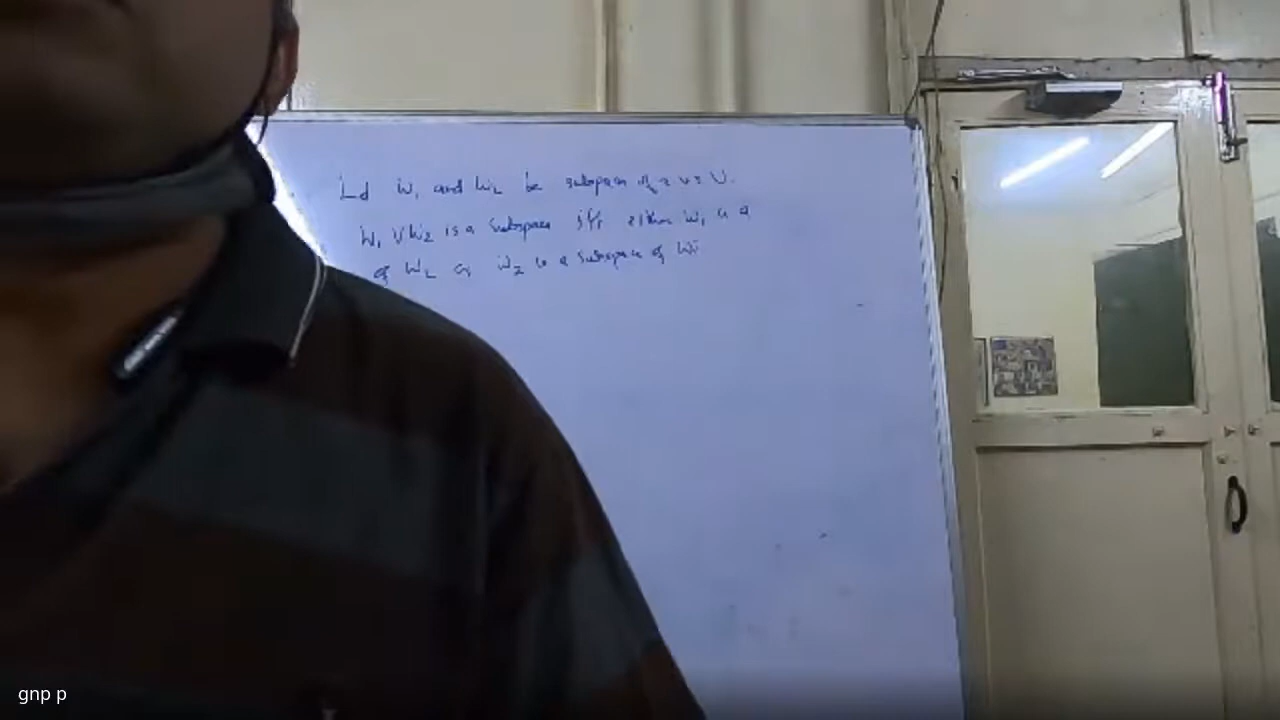 Let W1 and W2 be subspaces of a v.s V.
W1 ∪ W2 is a subspace iff either W1 is a
of W2 or W2 is a subspace of W1
gnp p